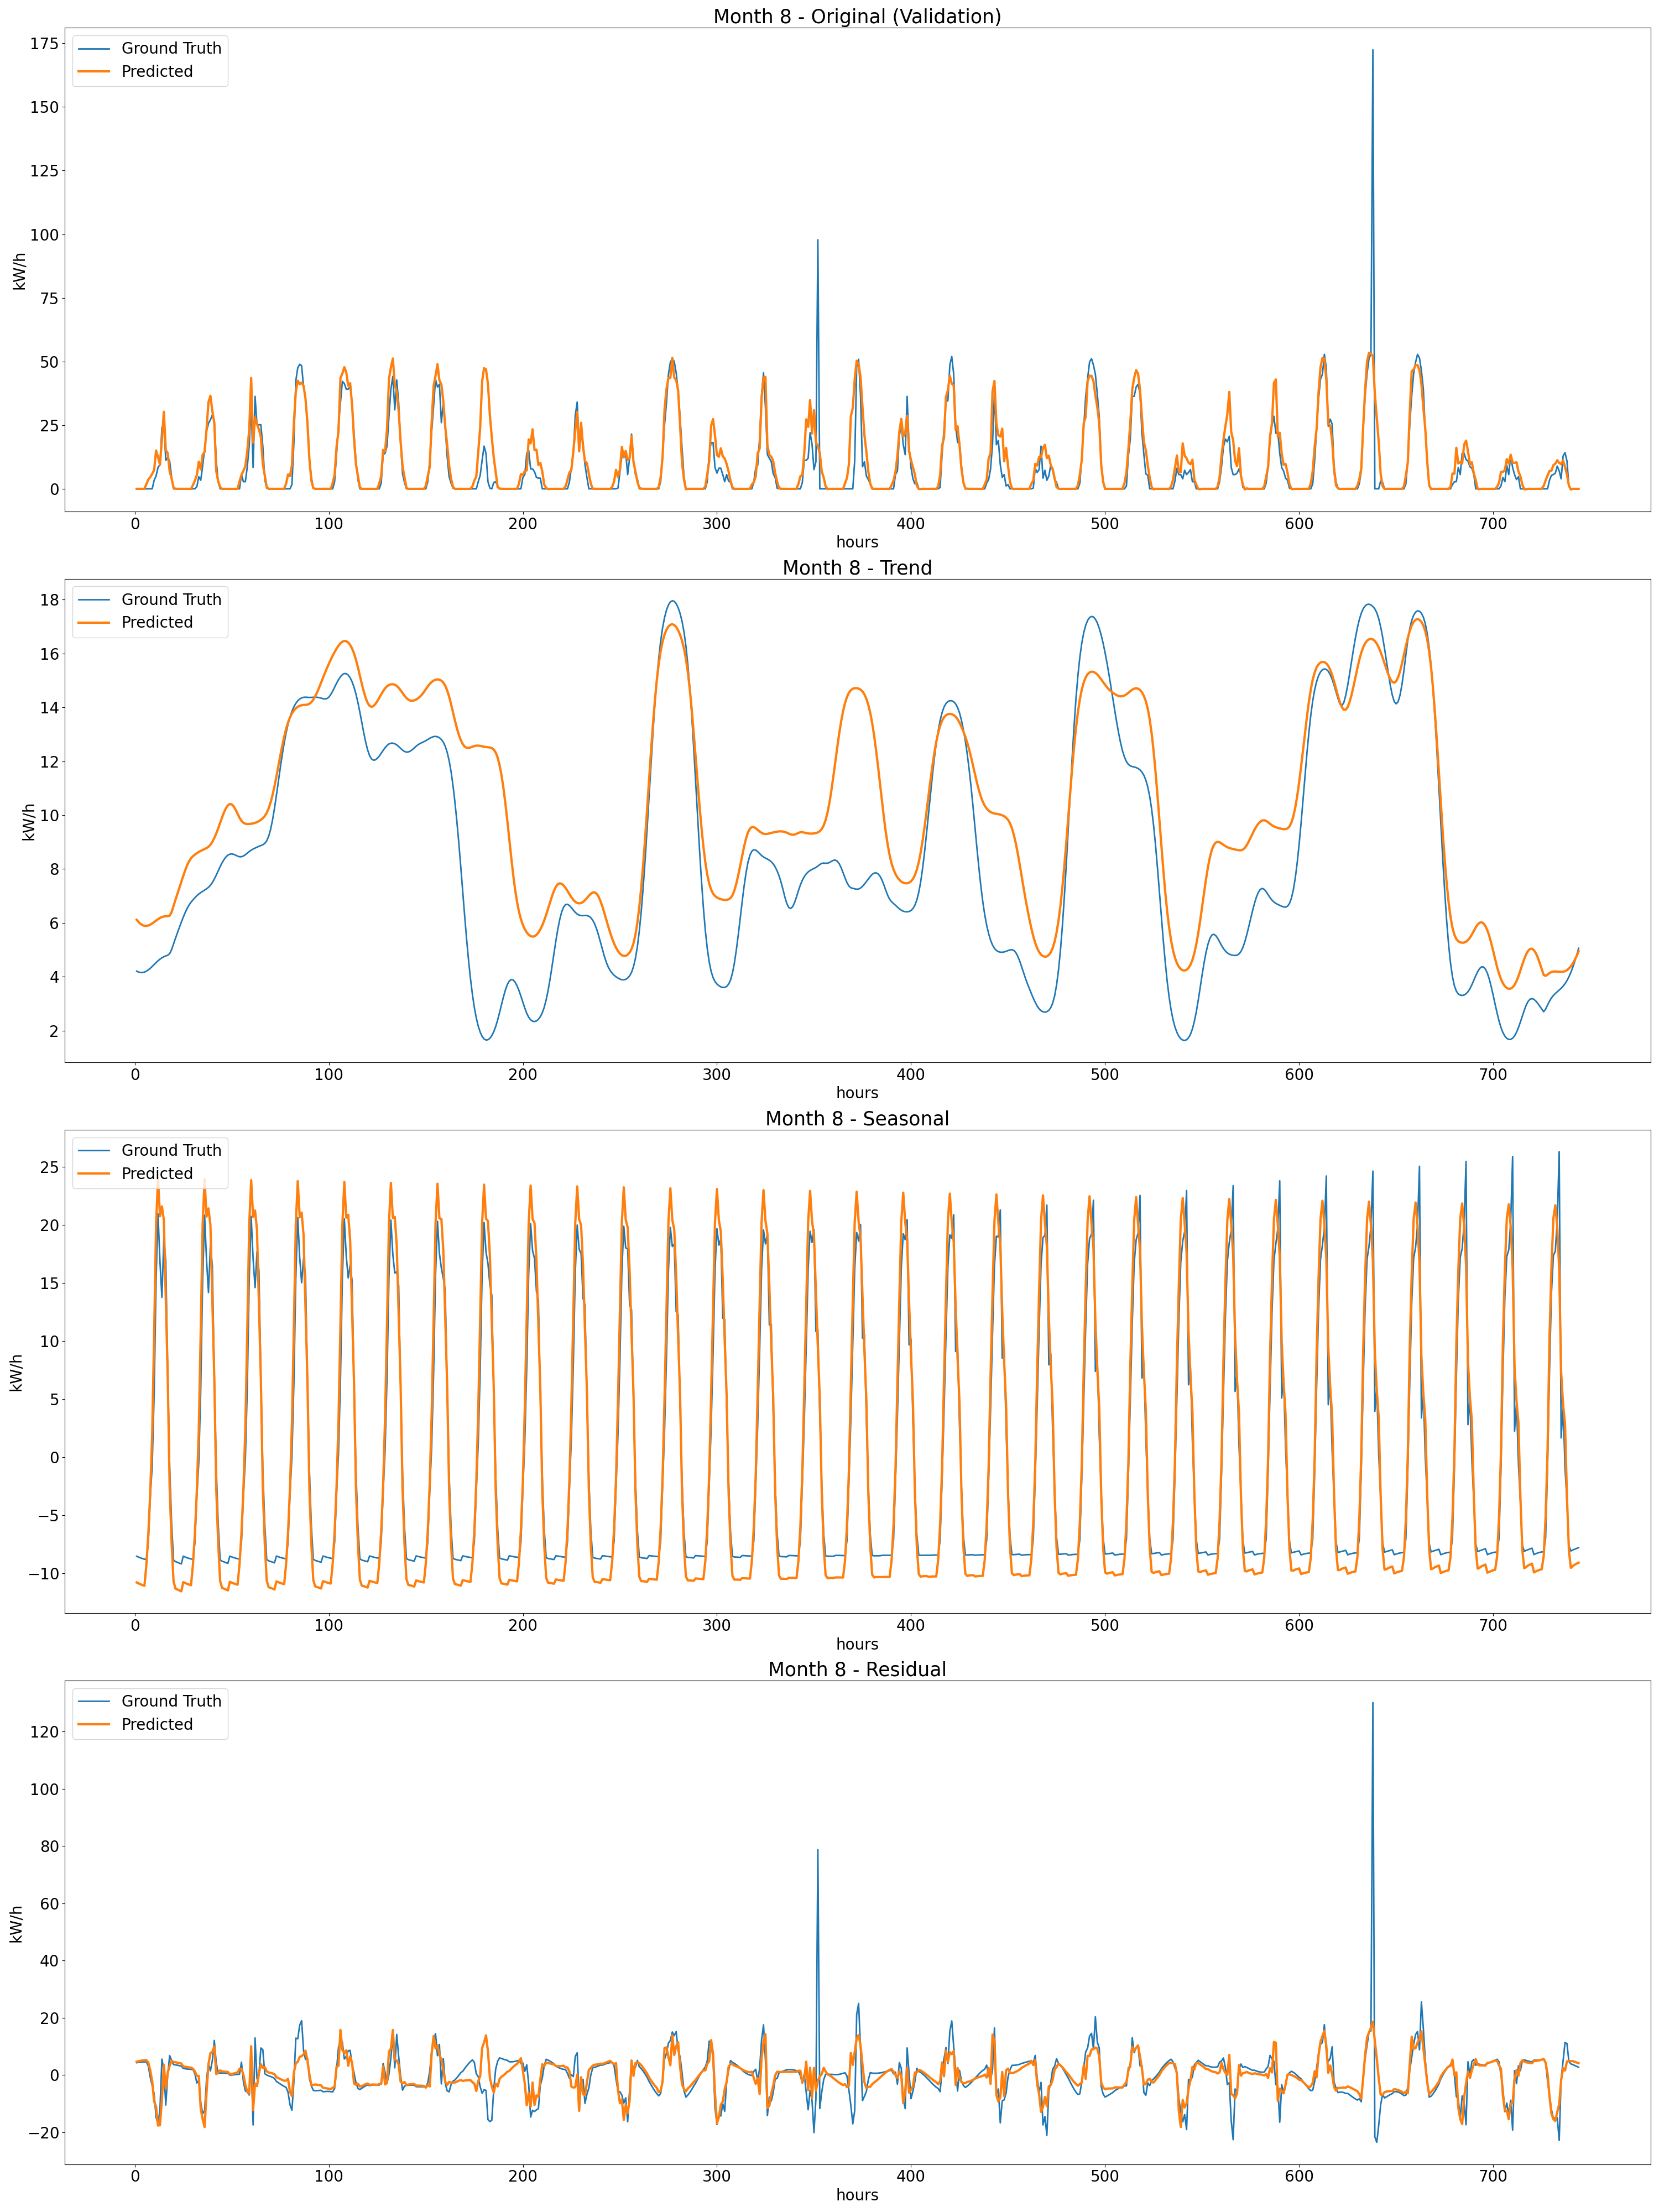 Month 8 - Original (Validation)
Ground Truth
Predicted
175
150
125
100
75
50
25
0
kW/h
0 100 200 300 400 500 600 700
hours
Month 8 - Trend
Ground Truth
Predicted
18
16
14
12
10
8
6
4
2
kW/h
0 100 200 300 400 500 600 700
hours
Month 8 - Seasonal
Ground Truth
Predicted
25
20
15
10
5
0
−5
−10
kW/h
0 100 200 300 400 500 600 700
hours
Month 8 - Residual
Ground Truth
Predicted
120
100
80
60
40
20
0
−20
kW/h
0 100 200 300 400 500 600 700
hours